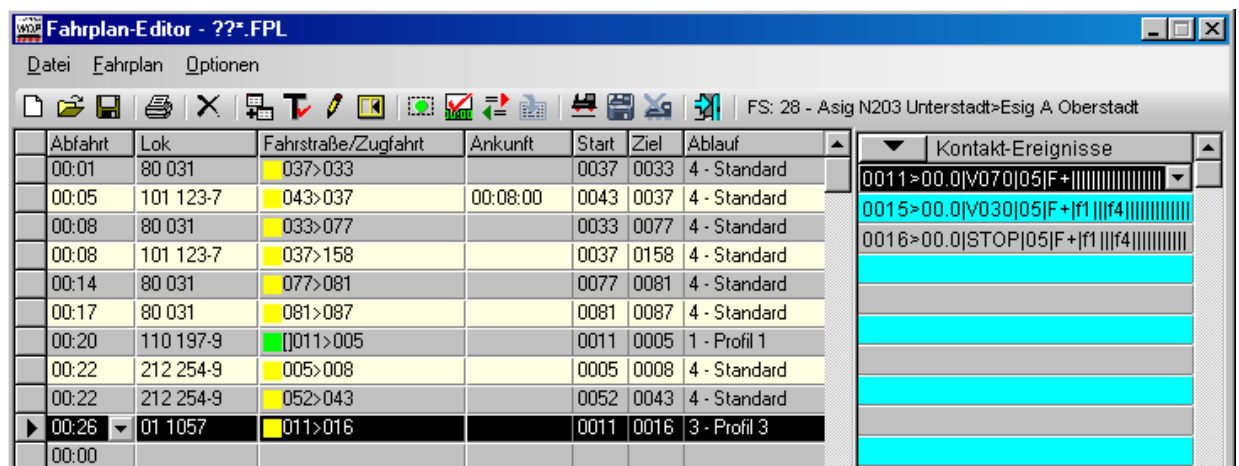 WDP Fahrplan-Editor - ??*.FPL
Datei Fahrplan Optionen
FS: 28 - Asig N203 Unterstadt>Esig A Oberstadt
Abfahrt Lok Fahrstraße/Zugfahrt Ankunft Start Ziel Ablauf Kontakt-Ereignisse
00:01 80 031 037>033 0037 0033 4 - Standard
0011>00.0|V070|05|F+||||||||||||||||||
00:05 101 123-7 043>037 00:08:00 0043 0037 4 - Standard
0015>00.0|V030|05|F+|f1|||f4|||||||||||||
00:08 80 031 033>077 0033 0077 4 - Standard
0016>00.0|STOP|05|F+|f1|||f4|||||||||||
00:08 101 123-7 037>158 0037 0158 4 - Standard
00:14 80 031 077>081 0077 0081 4 - Standard
00:17 80 031 081>087 0081 0087 4 - Standard
00:20 110 197-9 []011>005 0011 0005 1 - Profil 1
00:22 212 254-9 005>008 0005 0008 4 - Standard
00:22 212 254-9 052>043 0052 0043 4 - Standard
00:26 01 1057 011>016 0011 0016 3 - Profil 3
00:00